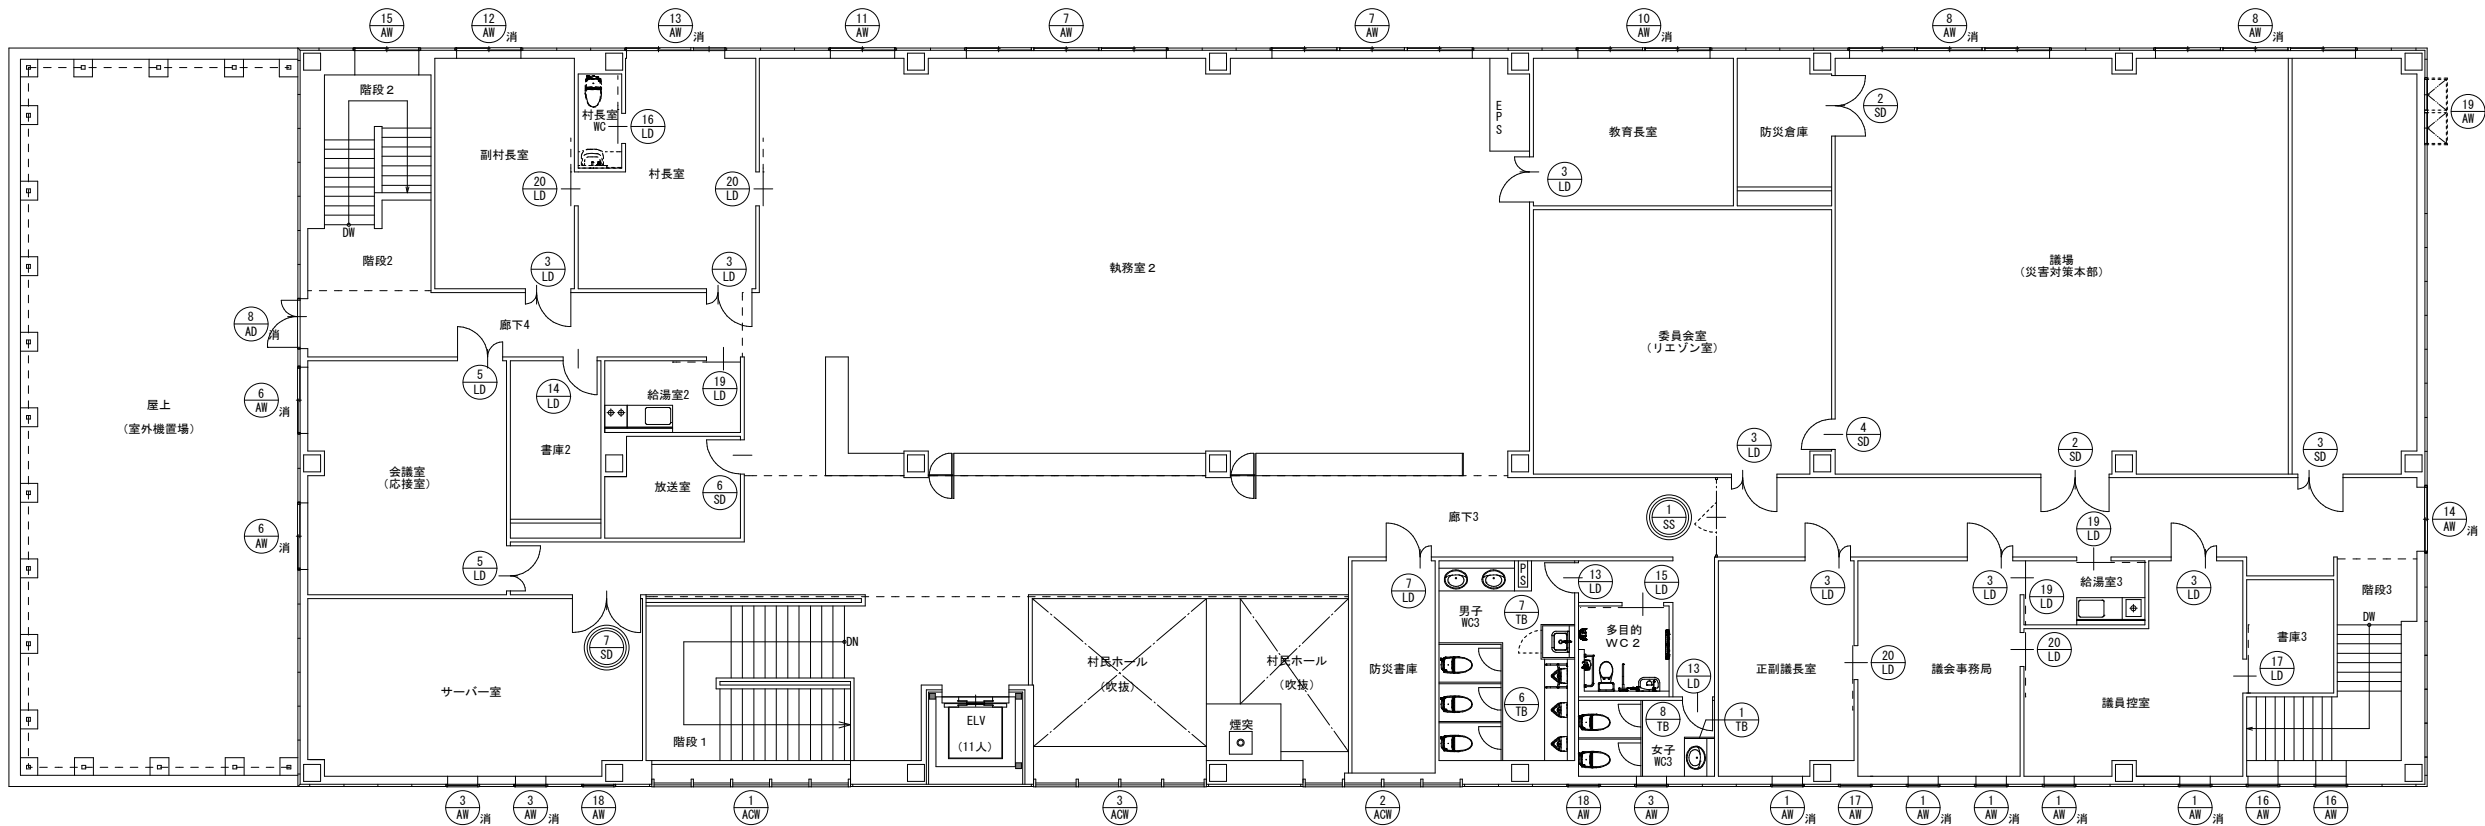 15
AW
12
AW
消
13
AW
消
11
AW
7
AW
7
AW
10
AW
消
8
AW
消
8
AW
消
階段2
村長室
WC
16
LD
副村長室
村長室
20
LD
20
LD
EPS
教育長室
防災倉庫
2
SD
19
AW
3
LD
DW
階段2
3
LD
3
LD
執務室2
議場
(災害対策本部)
8
AD
消
廊下4
委員会室
(リエゾン室)
5
LD
14
LD
給湯室2
19
LD
屋上
(室外機置場)
6
AW
消
書庫2
会議室
(応接室)
放送室
6
SD
3
LD
4
SD
2
SD
3
SD
6
AW
消
廊下3
1
SS
19
LD
14
AW
消
5
LD
7
LD
PS
13
LD
15
LD
3
LD
3
LD
給湯室3
3
LD
階段3
男子
WC3
7
TB
19
LD
DW
7
SD
DN
多目的
WC2
20
LD
書庫3
村民ホール
(吹抜)
村民ホール
(吹抜)
防災書庫
正副議長室
20
LD
議会事務局
17
LD
サーバー室
6
TB
13
LD
議員控室
階段1
ELV
(11人)
煙突
8
TB
1
TB
女子
WC3
3
AW
消
3
AW
消
18
AW
1
ACW
3
ACW
2
ACW
18
AW
3
AW
1
AW
消
17
AW
1
AW
消
1
AW
消
1
AW
消
1
AW
消
16
AW
16
AW